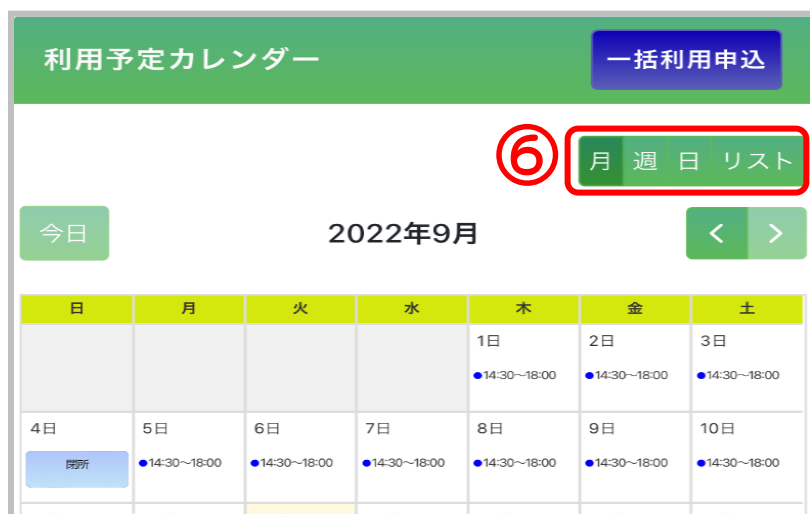 利用予定カレンダー 一括利用申込
⑥ 月 週 日 リスト
今日 2022年9月 < >
日 月 火 水 木 金 土
1日 2日 3日
●14:30～18:00 ●14:30～18:00 ●14:30～18:00
4日 5日 6日 7日 8日 9日 10日
閉所 ●14:30～18:00 ●14:30～18:00 ●14:30～18:00 ●14:30～18:00 ●14:30～18:00 ●14:30～18:00